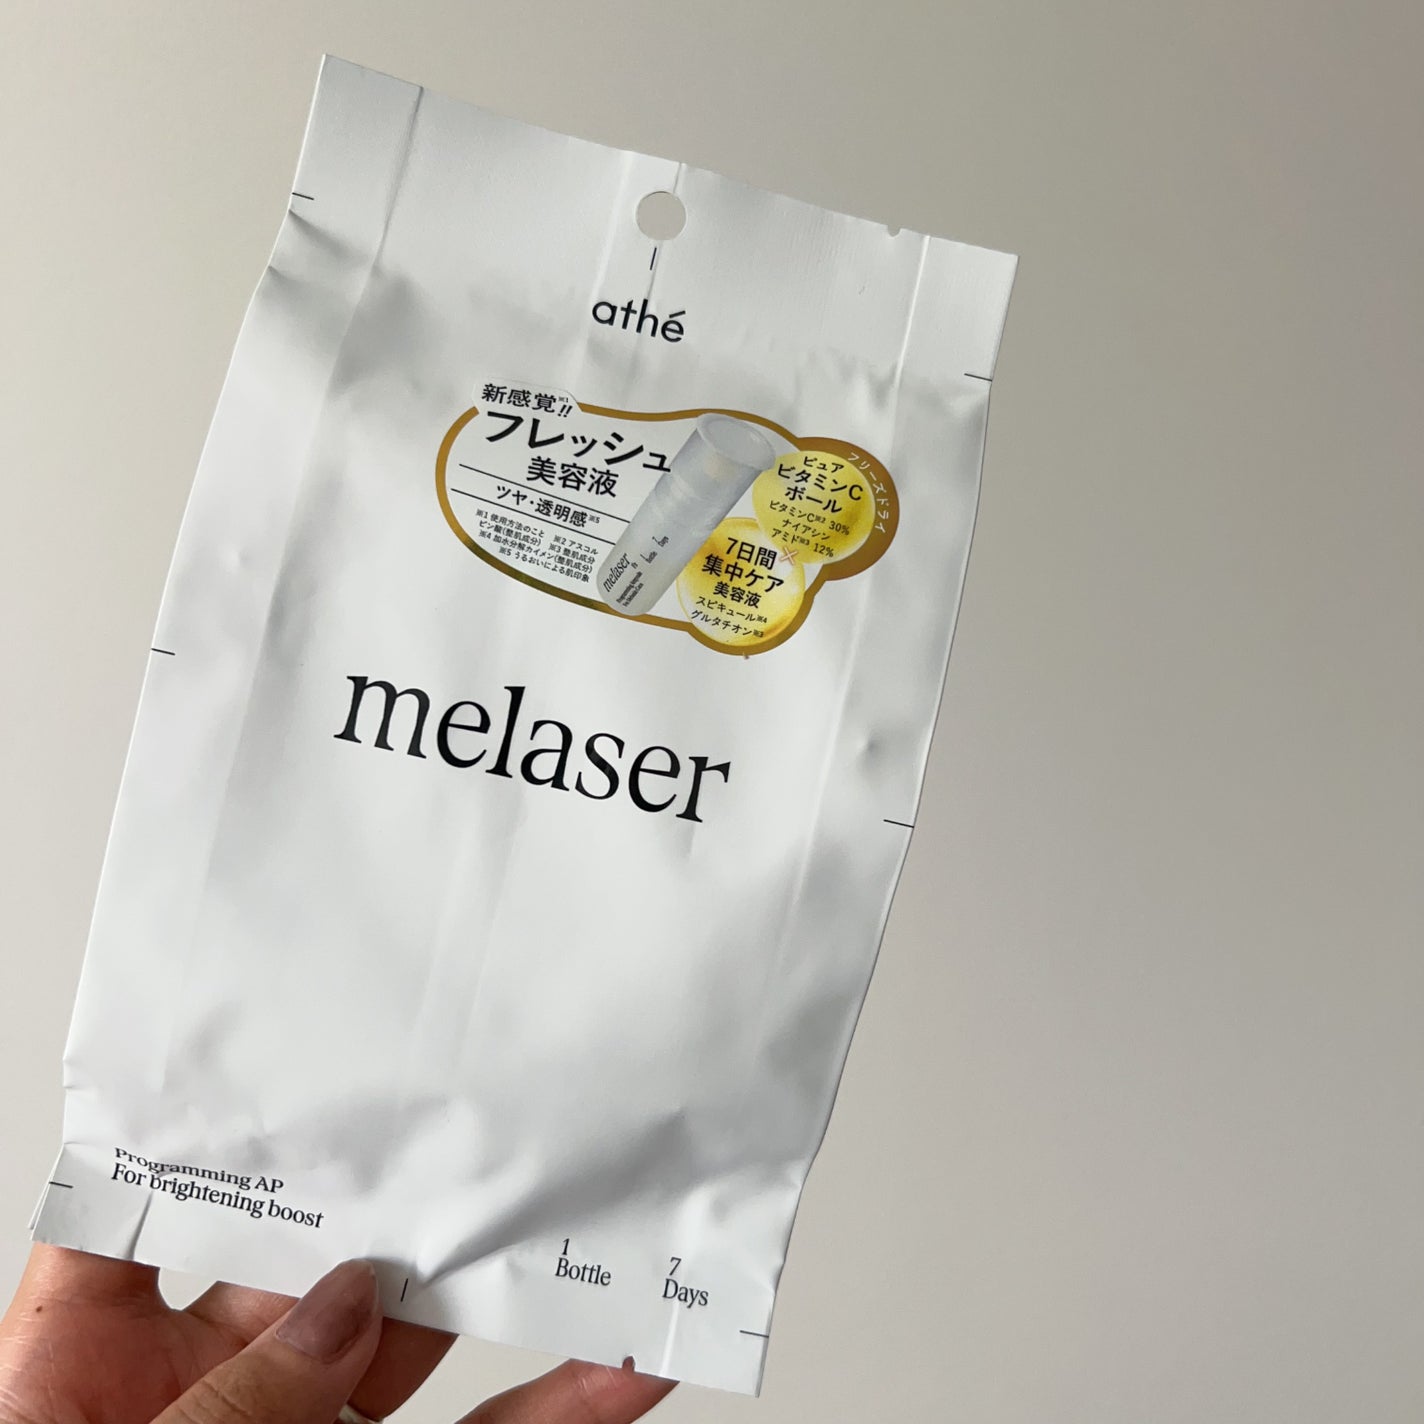 athé
新感覚※1!!
フレッシュ
美容液
ツヤ・透明感※5
※1 使用方法のこと ※2 アスコル
ビン酸(整肌成分) ※3 整肌成分
※4 加水分解カイメン(整肌成分)
※5 うるおいによる肌印象
melaser
1 Bottle
7 Days
フリーズドライ
ピュア
ビタミンC
ボール
ビタミンC※2 30%
ナイアシン
アミド※3 12%
×
7日間
集中ケア
美容液
スピキュール※4
グルタチオン※3
melaser
Programming AP
For brightening boost
1
Bottle
7
Days